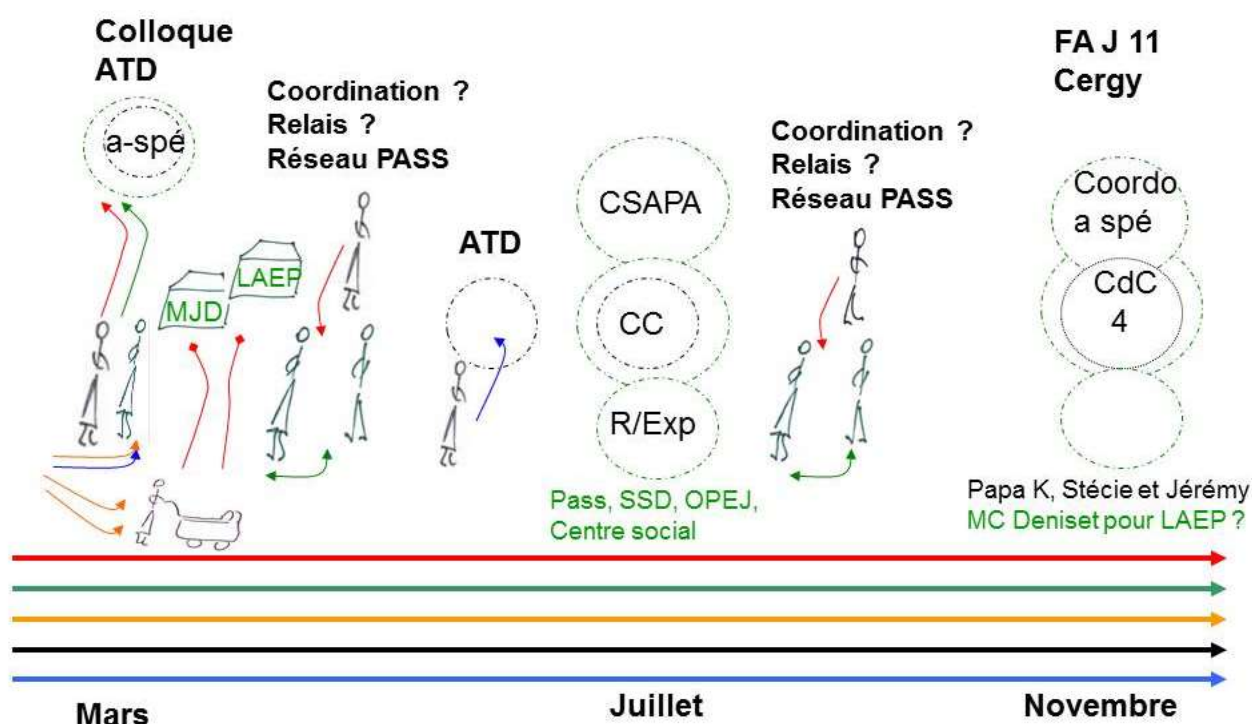 Colloque
ATD
a-spé
Coordination ?
Relais ?
Réseau PASS
MJD
LAEP
ATD
CSAPA
CC
R/Exp
Pass, SSD, OPEJ,
Centre social
Coordination ?
Relais ?
Réseau PASS
FA J 11
Cergy
Coordo
a spé
CdC
4
Papa K, Stécie et Jérémy
MC Deniset pour LAEP ?
Mars
Juillet
Novembre